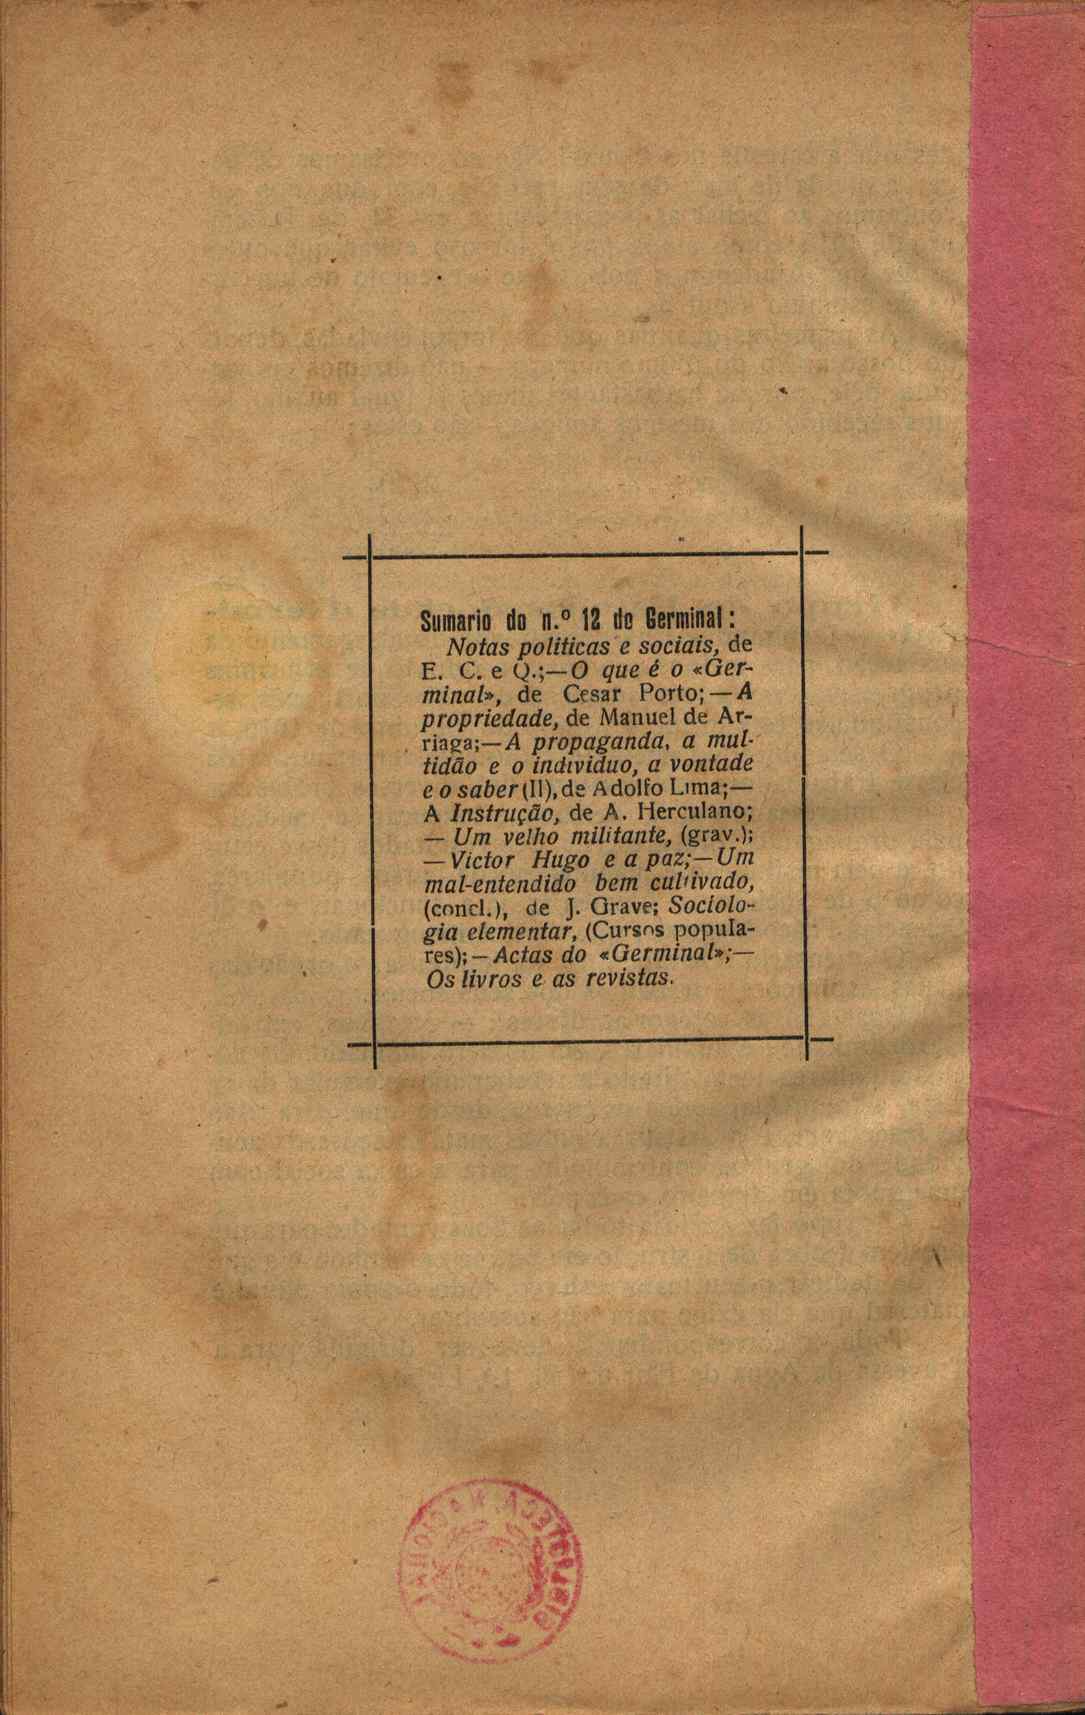 Sumario do n.º 12 do Germinal:
Notas politicas e sociais, de
E. C. e Q.;—O que é o «Ger-
minal», de Cesar Porto;—A
propriedade, de Manuel de Ar-
riaga;—A propaganda, a mul-
tidão e o individuo, a vontade
e o saber (II), de Adolfo Lima;—
A Instrução, de A. Herculano;
— Um velho militante, (grav.);
—Victor Hugo e a paz;—Um
mal-entendido bem cultivado,
(concl.), de J. Grave; Sociolo-
gia elementar, (Cursos popula-
res);—Actas do «Germinal»;—
Os livros e as revistas.